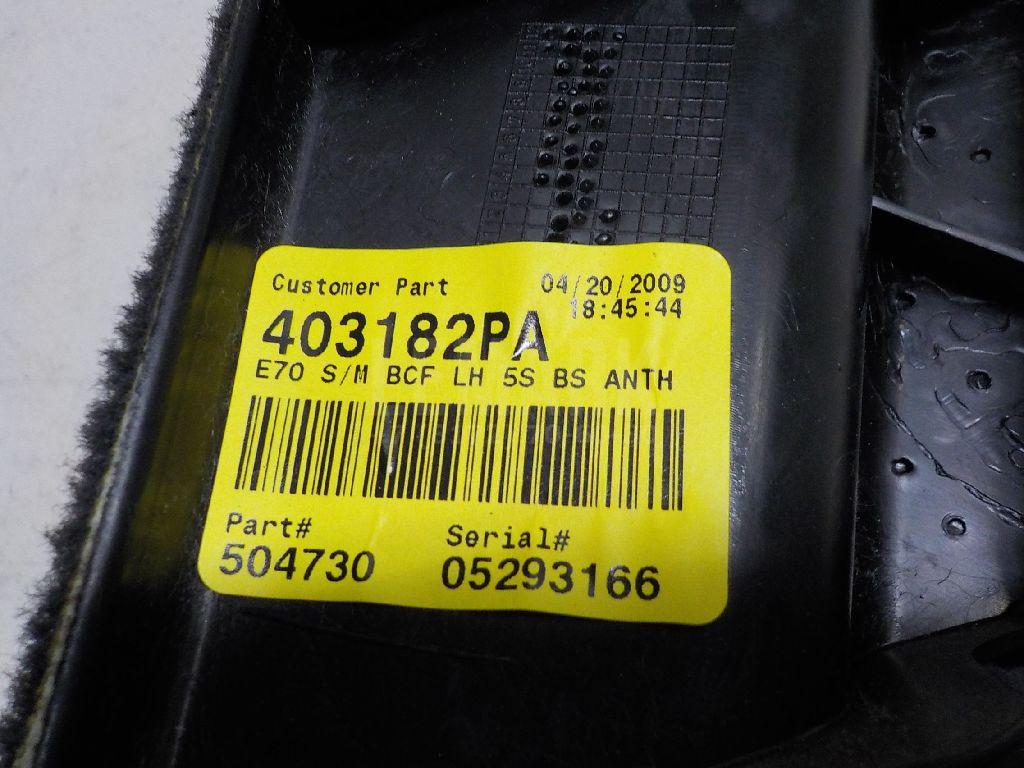 Customer Part 04/20/2009
18:45:44
403182PA
E70 S/M BCF LH 5S BS ANTH
Part# Serial#
504730 05293166